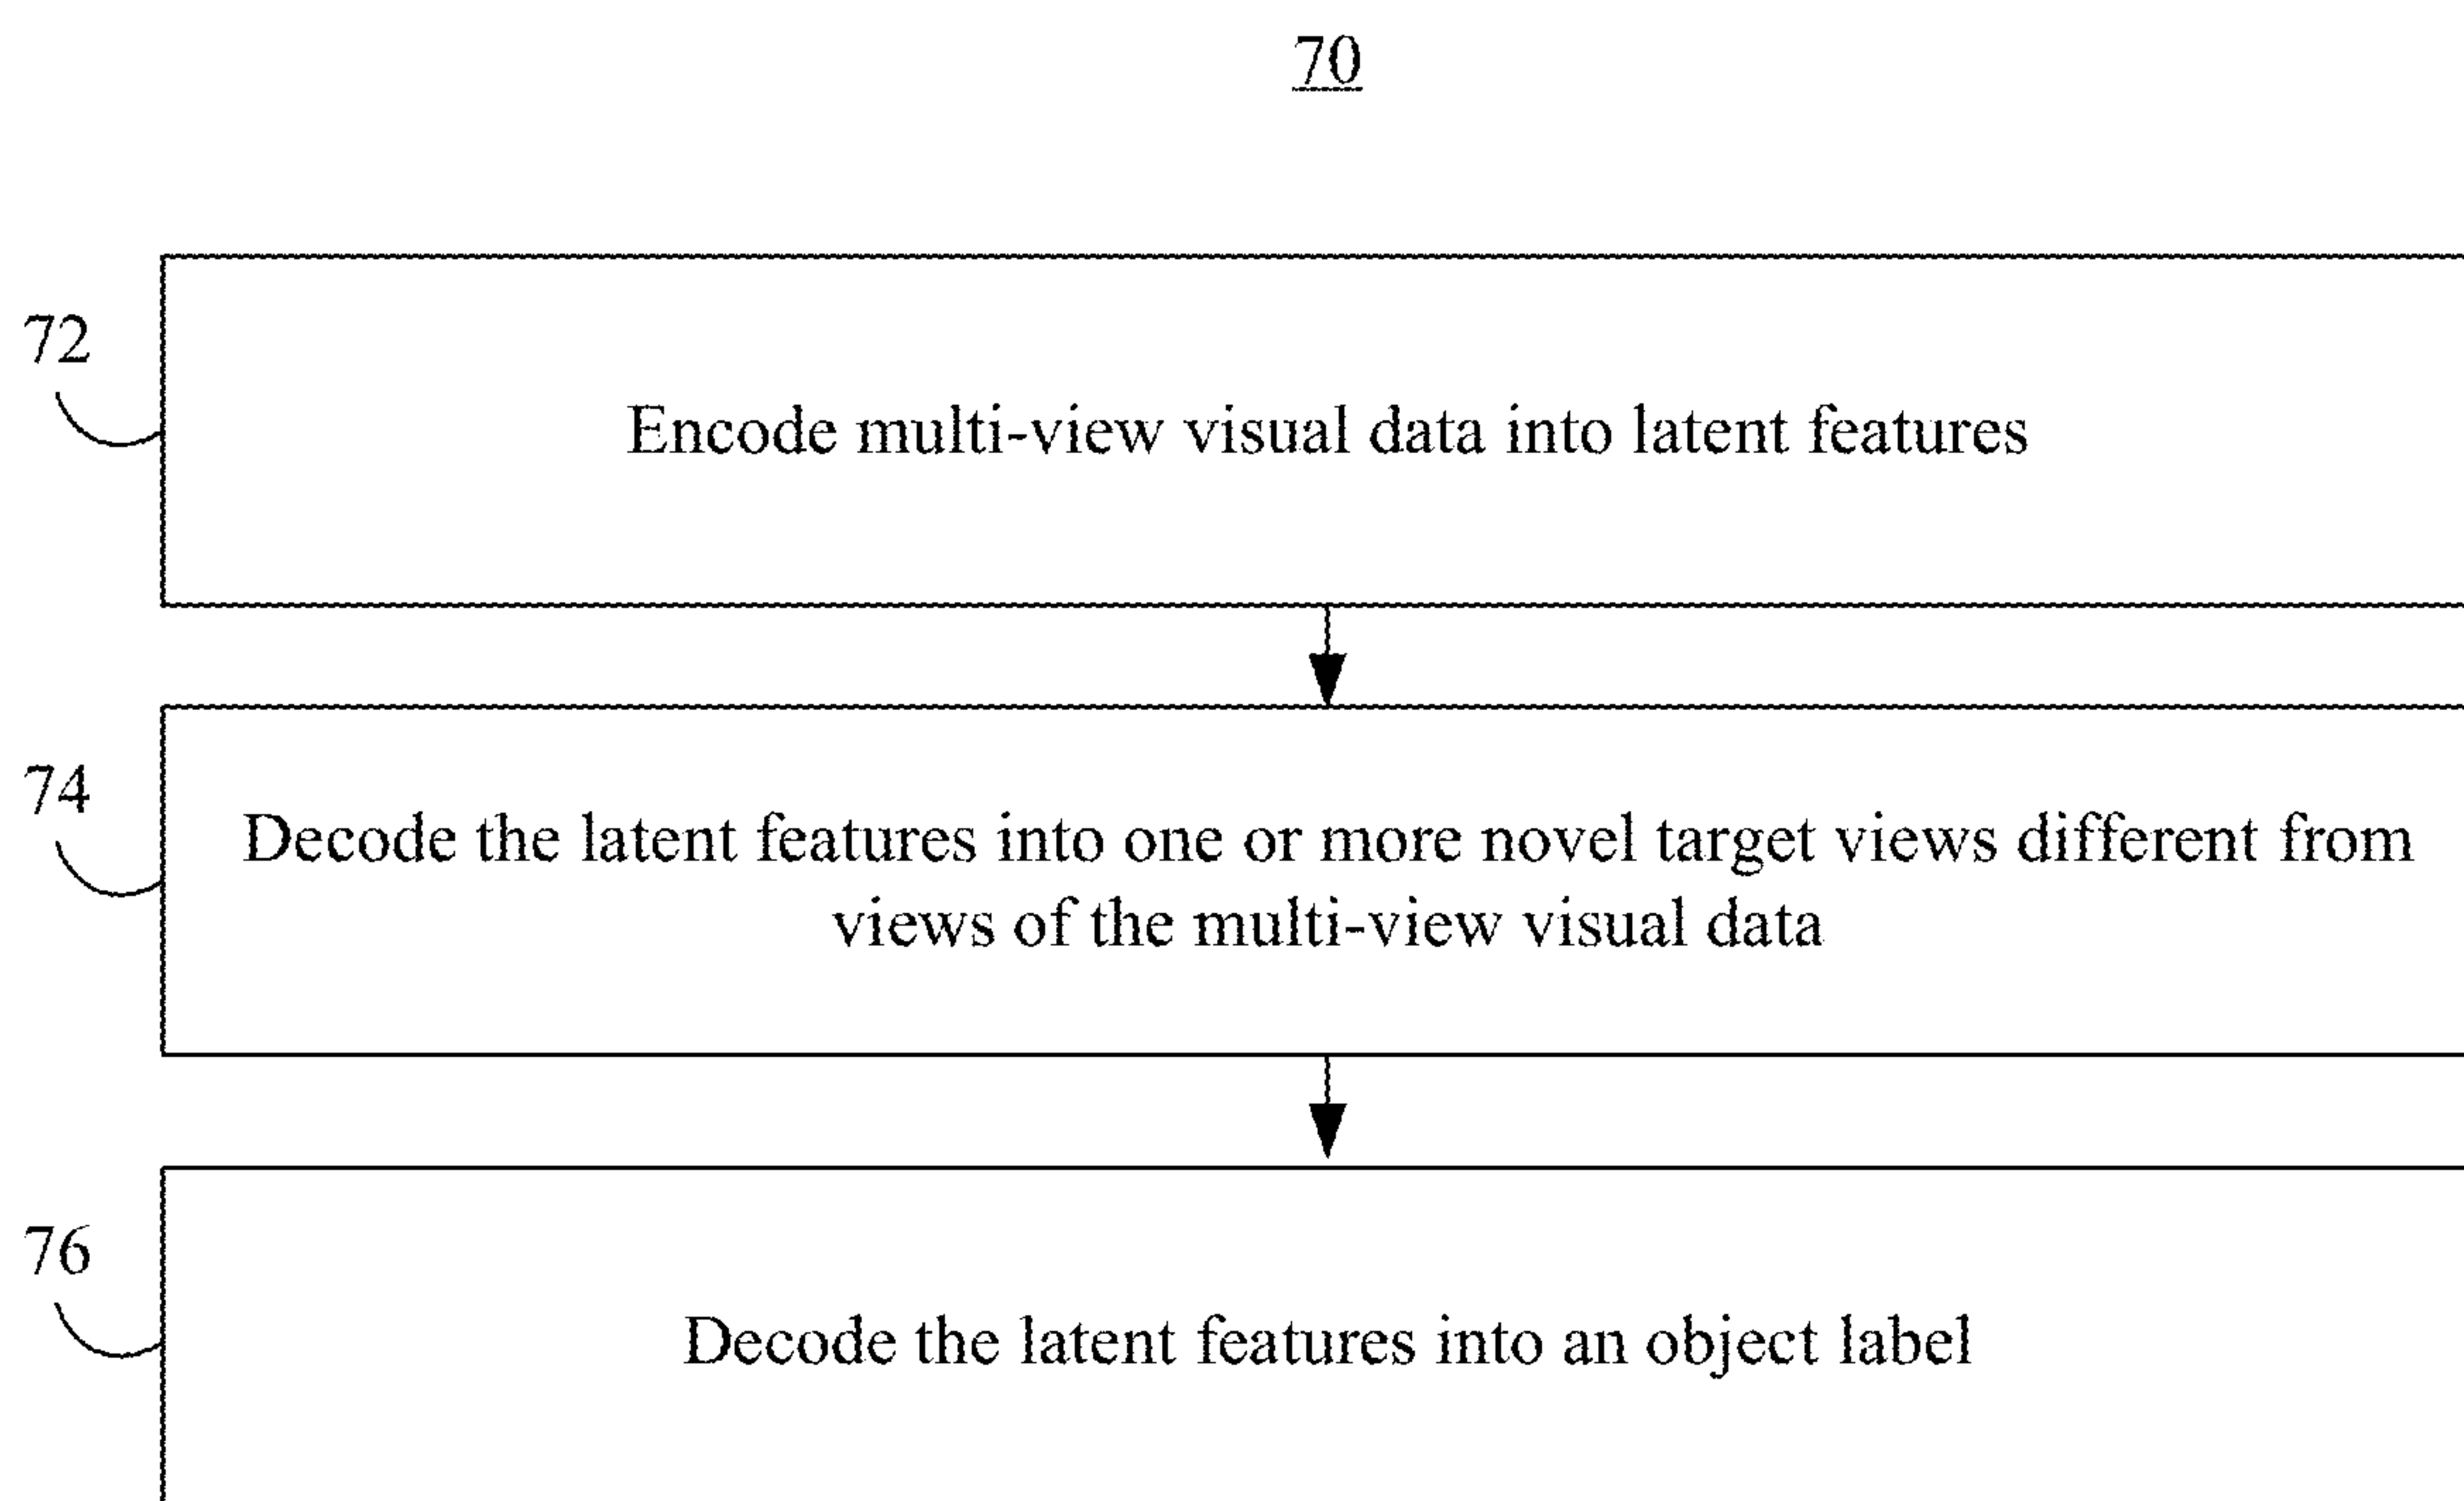 70
72
Encode multi-view visual data into latent features
74
Decode the latent features into one or more novel target views different from
views of the multi-view visual data
76
Decode the latent features into an object label